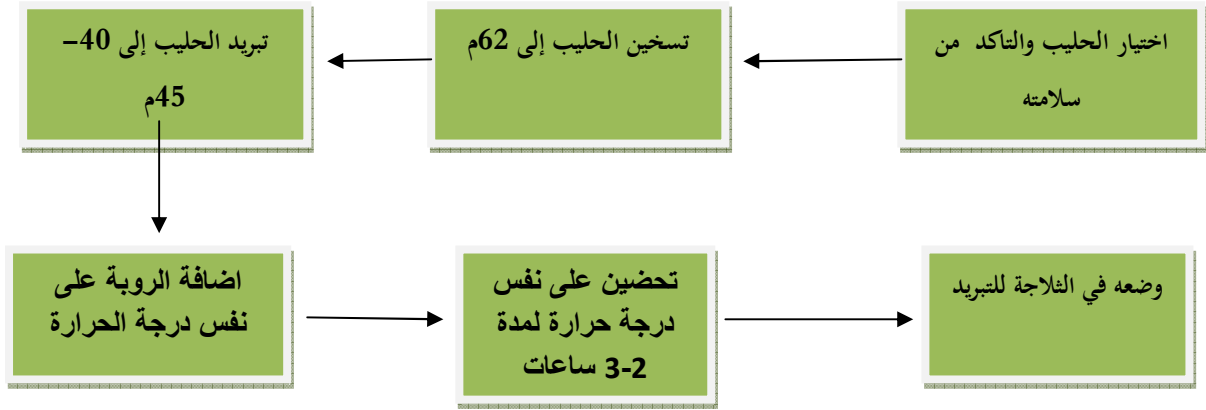 اختيار الحليب والتاكد من
سلامته
تسخين الحليب إلى 62م
تبريد الحليب إلى 40–
45م
اضافة الروبة على
نفس درجة الحرارة
تحضين على نفس
درجة حرارة لمدة
2-3 ساعات
وضعه في الثلاجة للتبريد